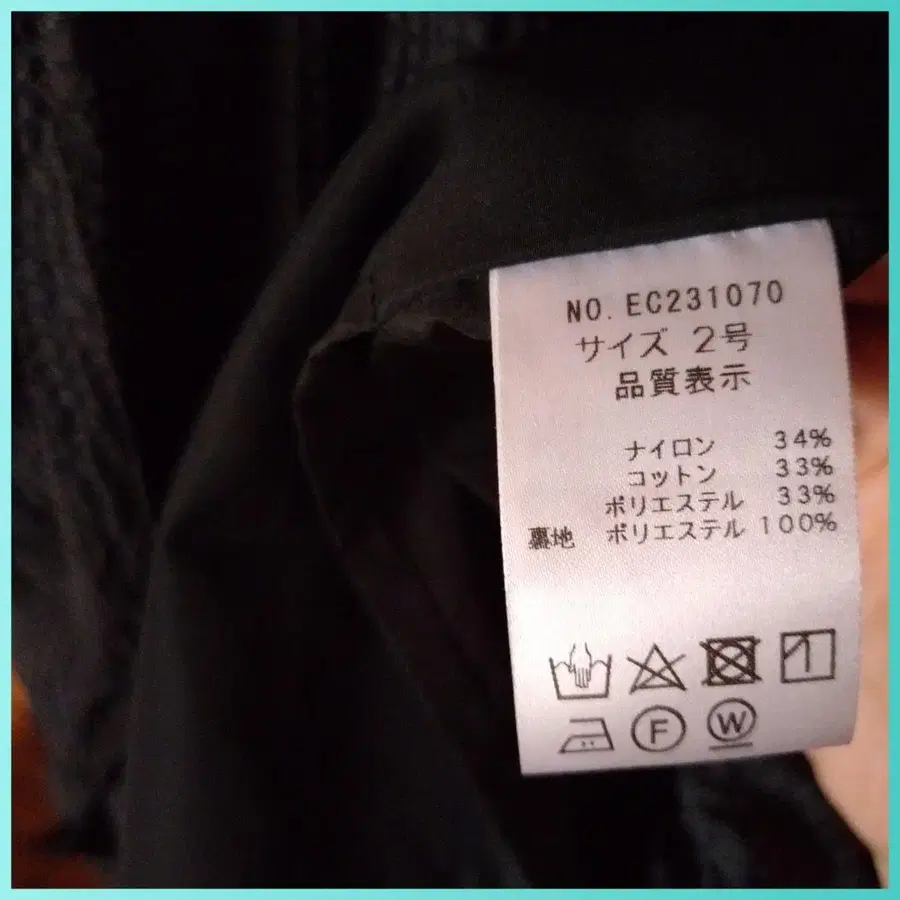 NO. EC231070
サイズ 2号
品質表示
ナイロン 34%
コットン 33%
ポリエステル 33%
裏地 ポリエステル 100%
F W